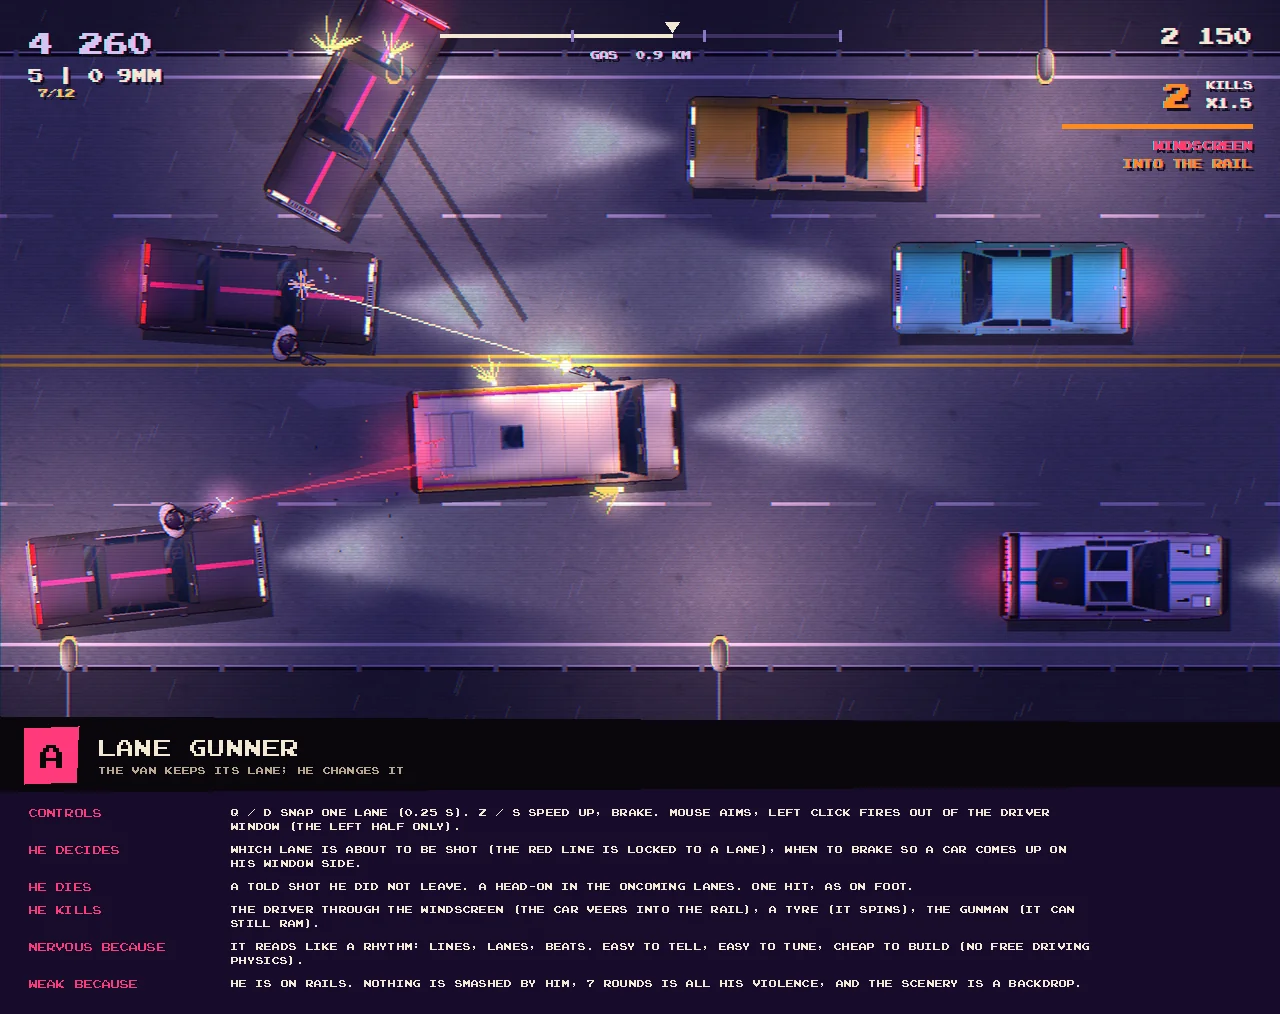 4 260
5 | 0 9MM
7/12
GAS 0.9 KM
2 150
2 KILLS
X1.5
WINDSCREEN
INTO THE RAIL
A LANE GUNNER
THE VAN KEEPS ITS LANE; HE CHANGES IT
CONTROLS
Q / D SNAP ONE LANE (0.25 S). Z / S SPEED UP, BRAKE. MOUSE AIMS, LEFT CLICK FIRES OUT OF THE DRIVER
WINDOW (THE LEFT HALF ONLY).
HE DECIDES
WHICH LANE IS ABOUT TO BE SHOT (THE RED LINE IS LOCKED TO A LANE), WHEN TO BRAKE SO A CAR COMES UP ON
HIS WINDOW SIDE.
HE DIES
A TOLD SHOT HE DID NOT LEAVE. A HEAD-ON IN THE ONCOMING LANES. ONE HIT, AS ON FOOT.
HE KILLS
THE DRIVER THROUGH THE WINDSCREEN (THE CAR VEERS INTO THE RAIL), A TYRE (IT SPINS), THE GUNMAN (IT CAN
STILL RAM).
NERVOUS BECAUSE
IT READS LIKE A RHYTHM: LINES, LANES, BEATS. EASY TO TELL, EASY TO TUNE, CHEAP TO BUILD (NO FREE DRIVING
PHYSICS).
WEAK BECAUSE
HE IS ON RAILS. NOTHING IS SMASHED BY HIM, 7 ROUNDS IS ALL HIS VIOLENCE, AND THE SCENERY IS A BACKDROP.